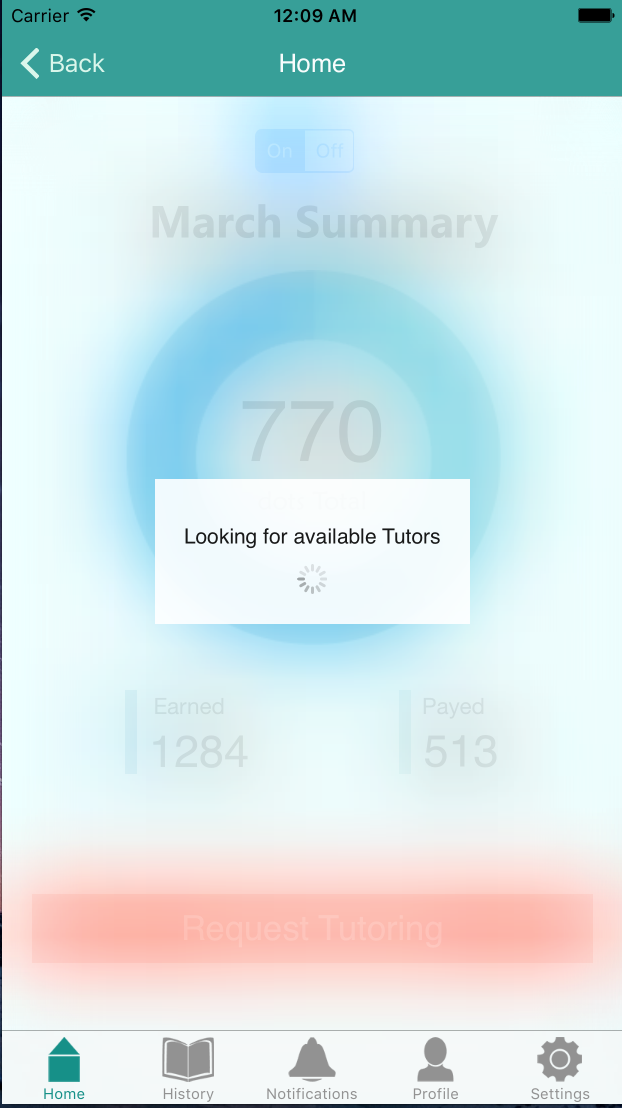 Carrier 12:09 AM
Back Home
On Off
March Summary
770
Looking for available Tutors
Earned Payed
1284 513
Request Tutoring
Home History Notifications Profile Settings